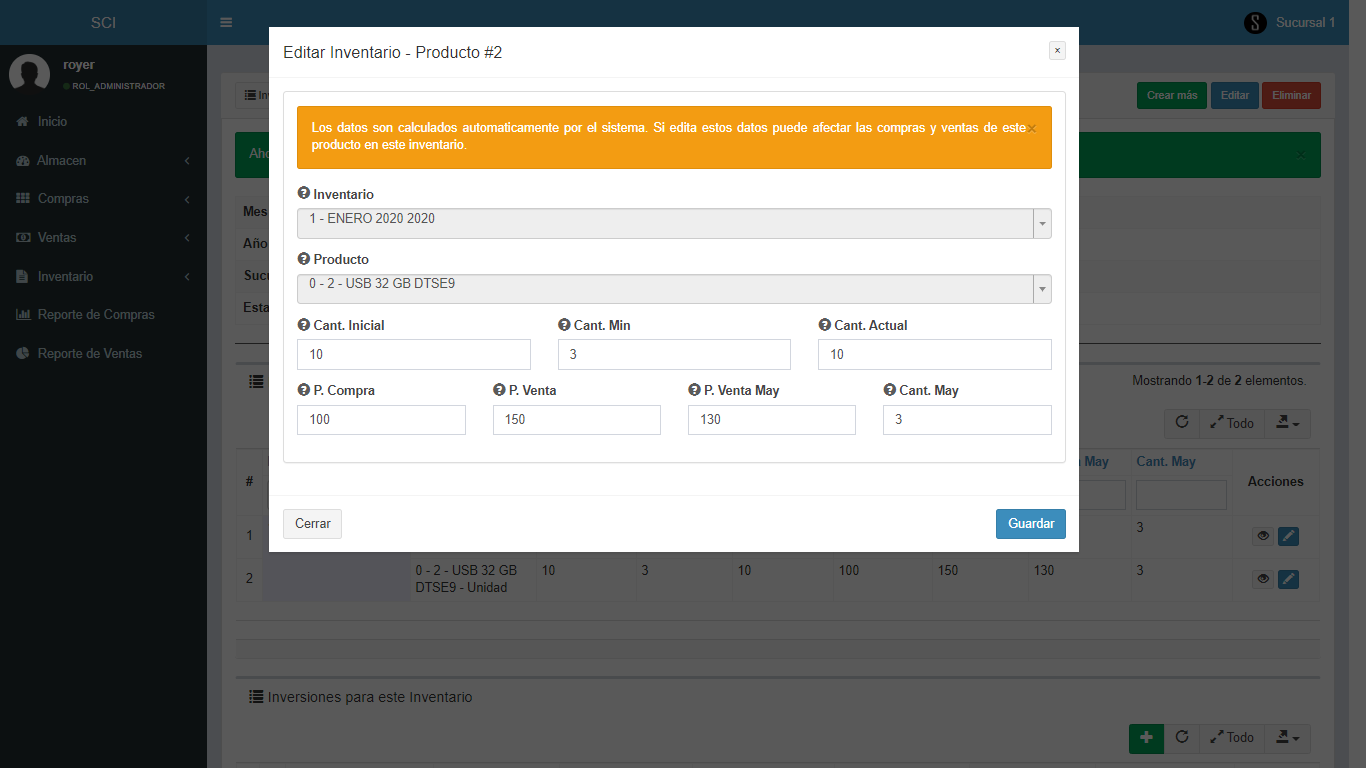 SCI
Sucursal 1
royer
ROL_ADMINISTRADOR
Inicio
Almacen
Compras
Ventas
Inventario
Reporte de Compras
Reporte de Ventas
Editar Inventario - Producto #2
×
Crear más
Editar
Eliminar
Los datos son calculados automaticamente por el sistema. Si edita estos datos puede afectar las compras y ventas de este
producto en este inventario.
×
Inventario
1 - ENERO 2020 2020
Producto
0 - 2 - USB 32 GB DTSE9
Cant. Inicial
Cant. Min
Cant. Actual
10
3
10
P. Compra
P. Venta
P. Venta May
Cant. May
100
150
130
3
Cerrar
Guardar
Mes
Año
Mostrando 1-2 de 2 elementos.
Todo
#
May
Cant. May
Acciones
1
3
2
0 - 2 - USB 32 GB
DTSE9 - Unidad
10
3
10
100
150
130
3
Inversiones para este Inventario
Todo